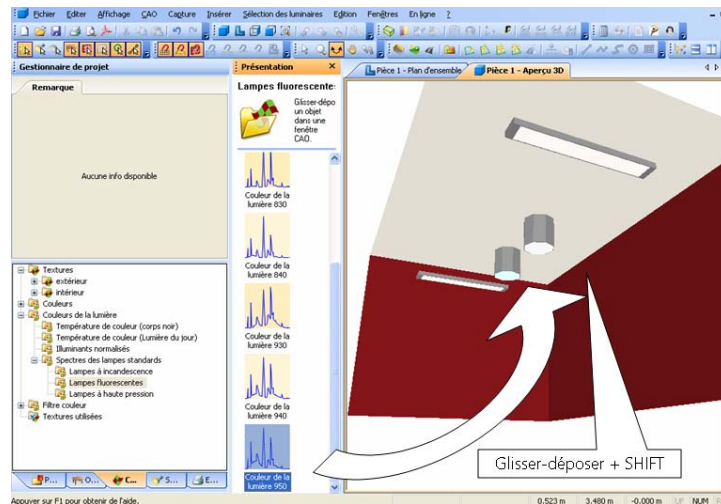 Fichier Editer Affichage CAO Capture Insérer Sélection des luminaires Edition Fenêtres En ligne ?
Gestionnaire de projet
Présentation
Pièce 1 - Plan d'ensemble
Pièce 1 - Aperçu 3D
Remarque
Lampes fluorescente
Glisser-dépo
un objet
dans une
fenêtre
CAO.
Aucune info disponible
Couleur de la
lumière 830
Couleur de la
lumière 840
Couleur de la
lumière 930
Couleur de la
lumière 940
Couleur de la
lumière 950
Textures
extérieur
intérieur
Couleurs
Couleurs de la lumière
Température de couleur (corps noir)
Température de couleur (Lumière du jour)
Illuminants normalisés
Spectres des lampes standards
Lampes à incandescence
Lampes fluorescentes
Lampes à haute pression
Filtre couleur
Textures utilisées
Glisser-déposer + SHIFT
P... O... C... S... E...
Appuyer sur F1 pour obtenir de l'aide.
0.523 m 3.480 m -0.000 m UF NUM